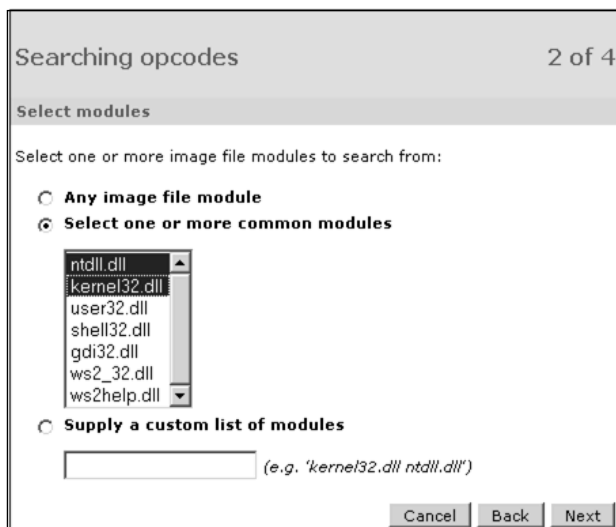 Searching opcodes 2 of 4
Select modules
Select one or more image file modules to search from:
Any image file module
Select one or more common modules
ntdll.dll
kernel32.dll
user32.dll
shell32.dll
gdi32.dll
ws2_32.dll
ws2help.dll
Supply a custom list of modules
(e.g. 'kernel32.dll ntdll.dll')
Cancel Back Next